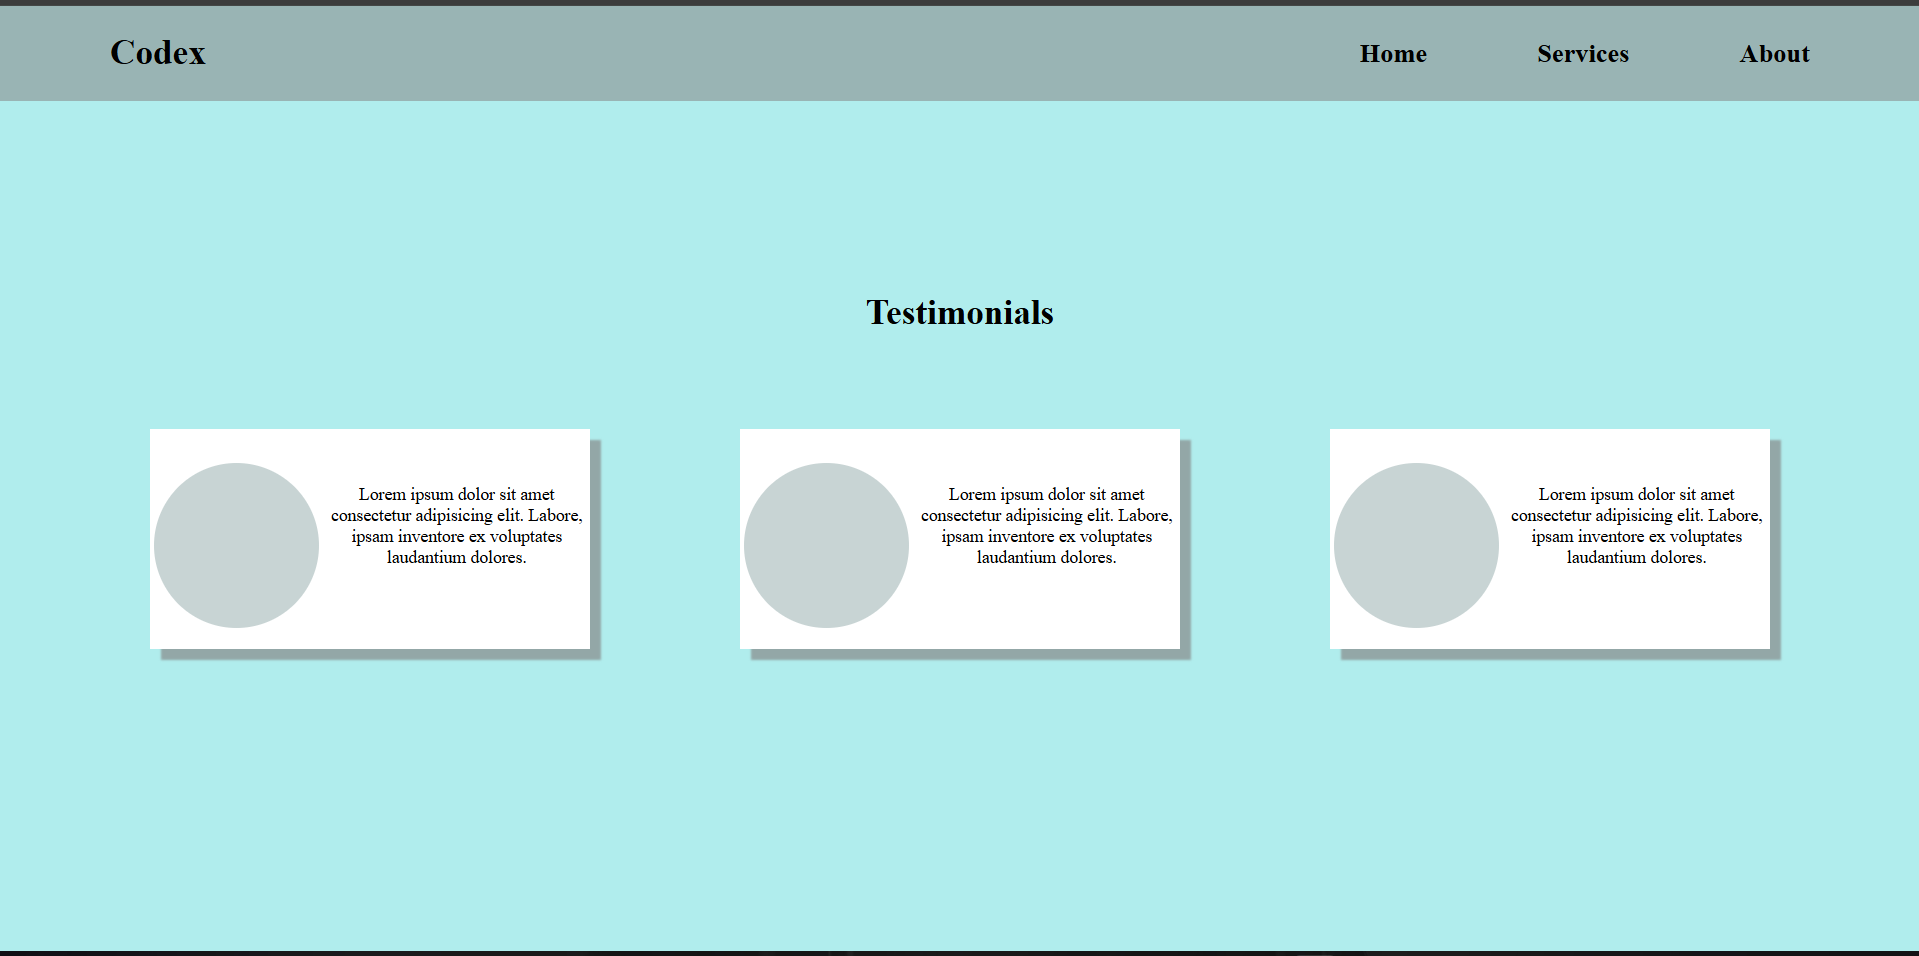 Codex
Home Services About
Testimonials
Lorem ipsum dolor sit amet
consectetur adipisicing elit. Labore,
ipsam inventore ex voluptates
laudantium dolores.
Lorem ipsum dolor sit amet
consectetur adipisicing elit. Labore,
ipsam inventore ex voluptates
laudantium dolores.
Lorem ipsum dolor sit amet
consectetur adipisicing elit. Labore,
ipsam inventore ex voluptates
laudantium dolores.